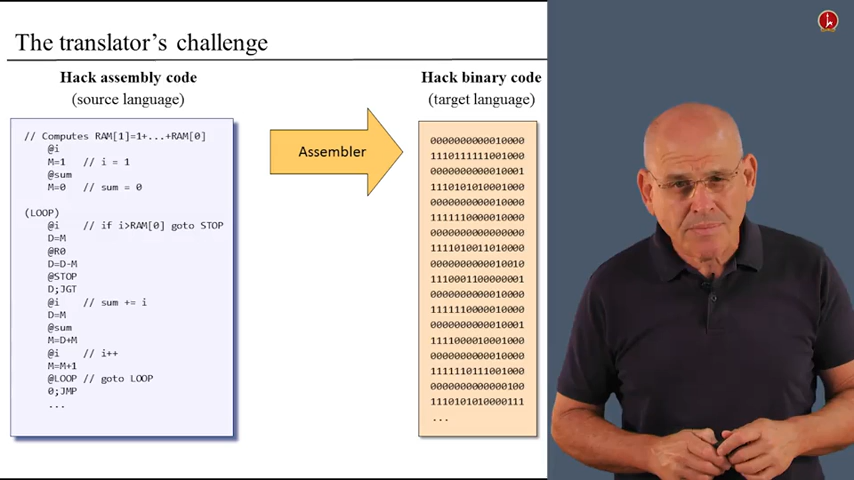 The translator's challenge
Hack assembly code
(source language)
// Computes RAM[1]=1+...+RAM[0]
@i
M=1 // i = 1
@sum
M=0 // sum = 0
(LOOP)
@i // if i>RAM[0] goto STOP
D=M
@R0
D=D-M
@STOP
D;JGT
@i // sum += i
D=M
@sum
M=D+M
@i // i++
M=M+1
@LOOP // goto LOOP
0;JMP
...
Assembler
Hack binary code
(target language)
0000000000010000
1110111111001000
0000000000010001
1110101010001000
0000000000010000
1111110000010000
0000000000000000
1111010011010000
0000000000010010
1110001100000001
0000000000010000
1111110000010000
0000000000010001
1111000010001000
0000000000010000
1111110111001000
0000000000000100
1110101010000111
...